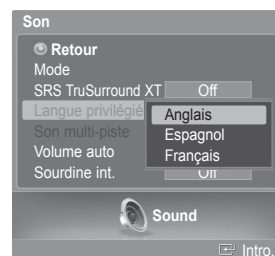 Son
Retour
Mode
SRS TruSurround XT Off
Langue privilégié
Anglais
Son multi-piste
Espagnol
Volume auto
Français
Sourdine int. Off
Sound
Intro.